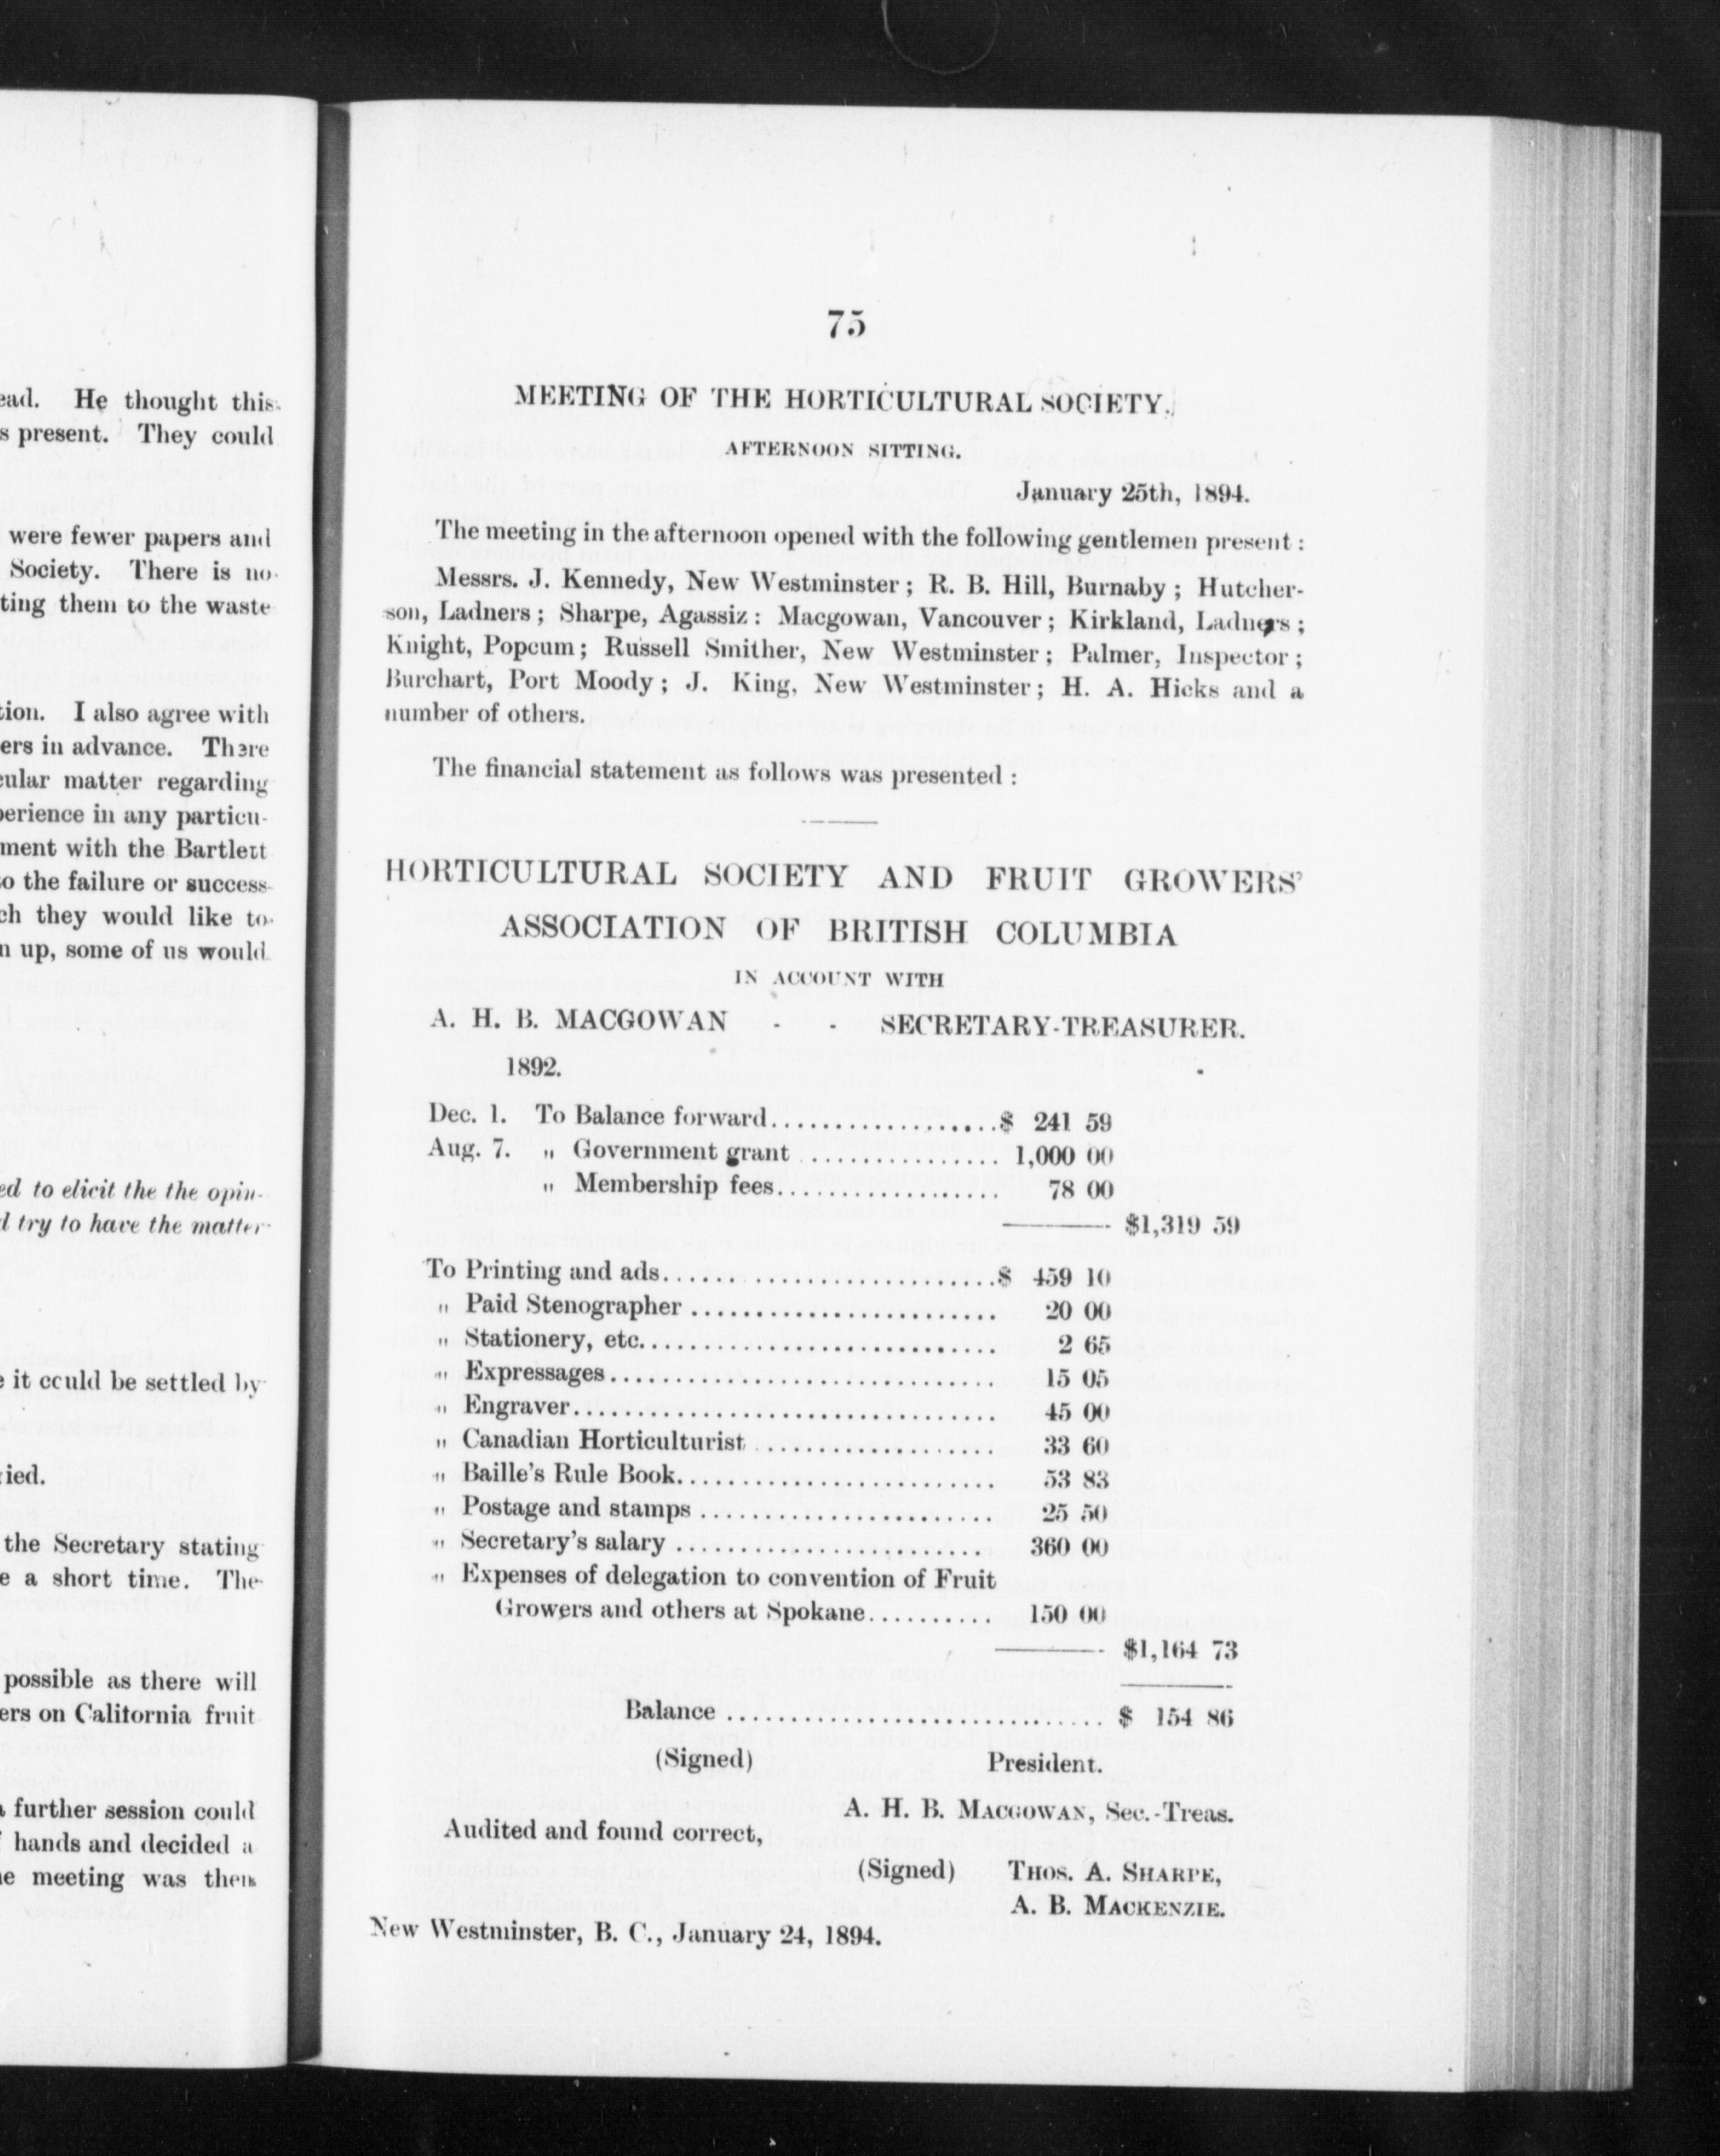 ead. He thought this
s present. They could
were fewer papers and
Society. There is no
ting them to the waste
tion. I also agree with
ers in advance. There
cular matter regarding
perience in any particu-
ment with the Bartlett
to the failure or success
ch they would like to
n up, some of us would
ed to elicit the the opin-
d try to have the matter
e it cculd be settled by
ried.
the Secretary stating
e a short time. The
possible as there will
ers on Calitornia fruit
a further session could
f hands and decided a
he meeting was then
75
MEETING OF THE HORTICULTURAL SOCIETY.
AFTERNOON SITTING.
January 25th, 1894.
The meeting in the afternoon opened with the following gentlemen present :
Messrs. J. Kennedy, New Westminster ; R. B. Hill, Burnaby ; Hutcher-
son, Ladners ; Sharpe, Agassiz : Macgowan, Vancouver ; Kirkland, Ladners ;
Knight, Popcum ; Russell Smither, New Westminster ; Palmer, Inspector ;
Burchart, Port Moody ; J. King, New Westminster ; H. A. Hicks and a
number of others.
The financial statement as follows was presented :
HORTICULTURAL SOCIETY AND FRUIT GROWERS'
ASSOCIATION OF BRITISH COLUMBIA
IN ACCOUNT WITH
A. H. B. MACGOWAN - - SECRETARY-TREASURER.
1892.
Dec. 1. To Balance forward....................$ 241 59
Aug. 7. " Government grant ............... 1,000 00
" Membership fees.................. 78 00
$1,319 59
To Printing and ads..........................$ 459 10
" Paid Stenographer ........................ 20 00
" Stationery, etc............................ 2 65
" Expressages.............................. 15 05
" Engraver................................. 45 00
" Canadian Horticulturist ................... 33 60
" Baille's Rule Book......................... 53 83
" Postage and stamps ....................... 25 50
" Secretary's salary ........................ 360 00
" Expenses of delegation to convention of Fruit
Growers and others at Spokane.......... 150 00
$1,164 73
Balance .............................. $ 154 86
(Signed) President.
A. H. B. MACGOWAN, Sec.-Treas.
Audited and found correct,
(Signed) THOS. A. SHARPE,
A. B. MACKENZIE.
New Westminster, B. C., January 24, 1894.